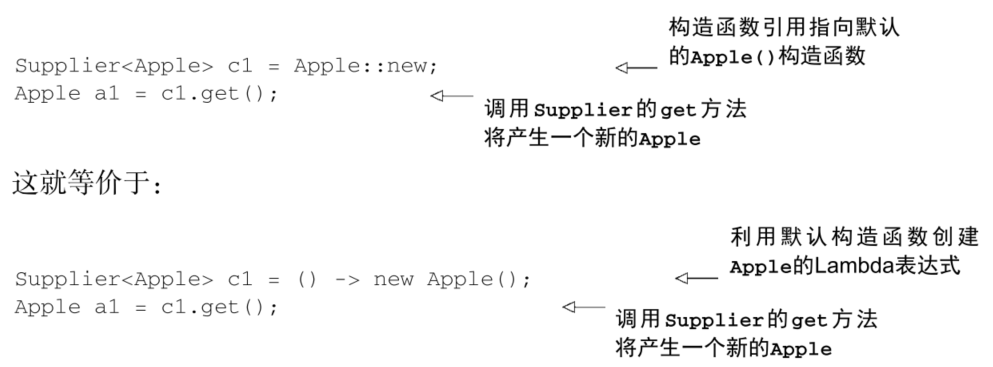 构造函数引用指向默认
的Apple()构造函数
Supplier<Apple> c1 = Apple::new;
Apple a1 = c1.get();
调用Supplier的get方法
将产生一个新的Apple
这就等价于：
利用默认构造函数创建
Apple的Lambda表达式
Supplier<Apple> c1 = () -> new Apple();
Apple a1 = c1.get();
调用Supplier的get方法
将产生一个新的Apple